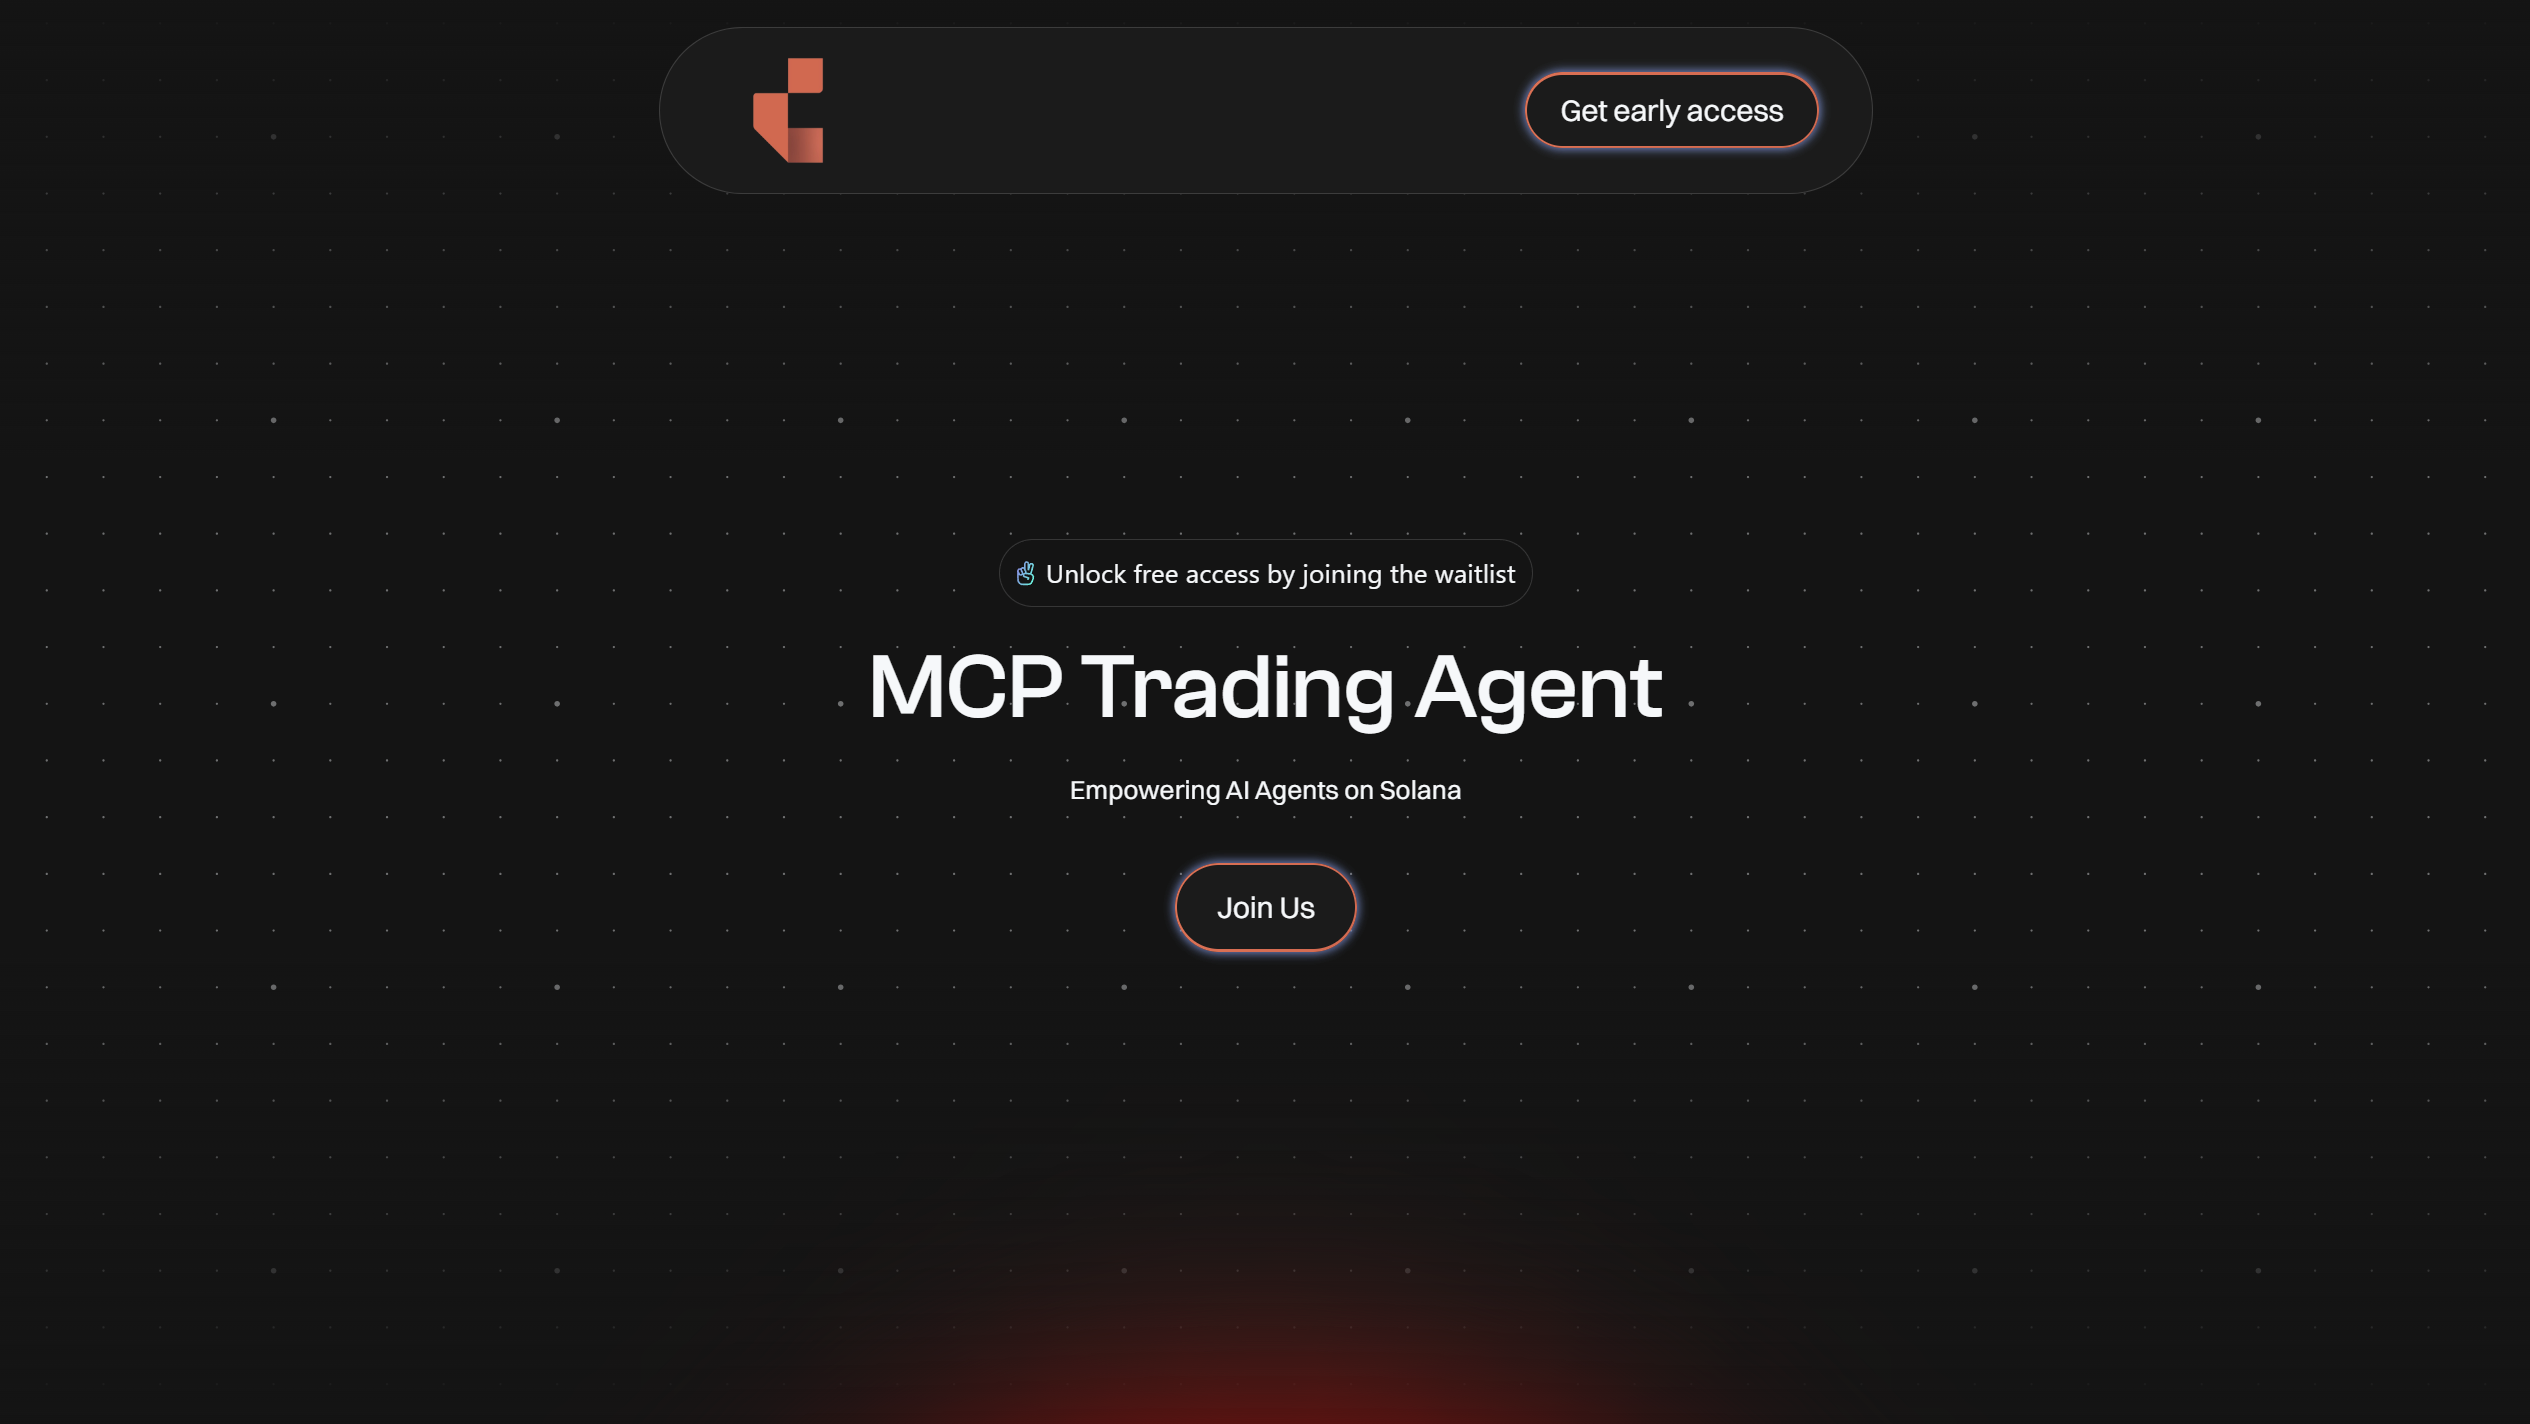 Get early access
Unlock free access by joining the waitlist
MCP Trading Agent
Empowering AI Agents on Solana
Join Us